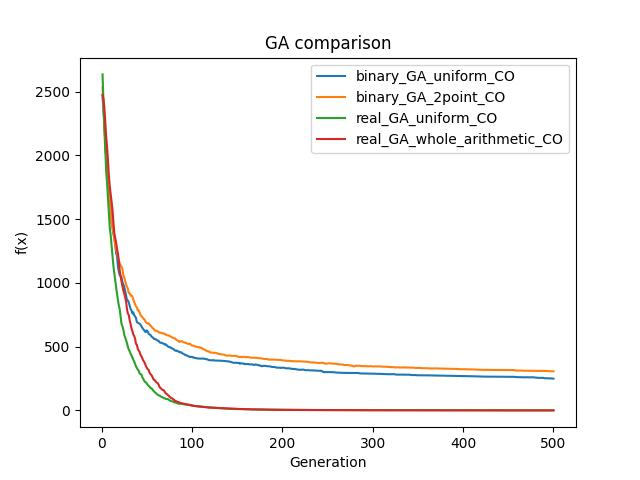 GA comparison
binary_GA_uniform_CO
binary_GA_2point_CO
real_GA_uniform_CO
real_GA_whole_arithmetic_CO
f(x)
2500
2000
1500
1000
500
0
0 100 200 300 400 500
Generation